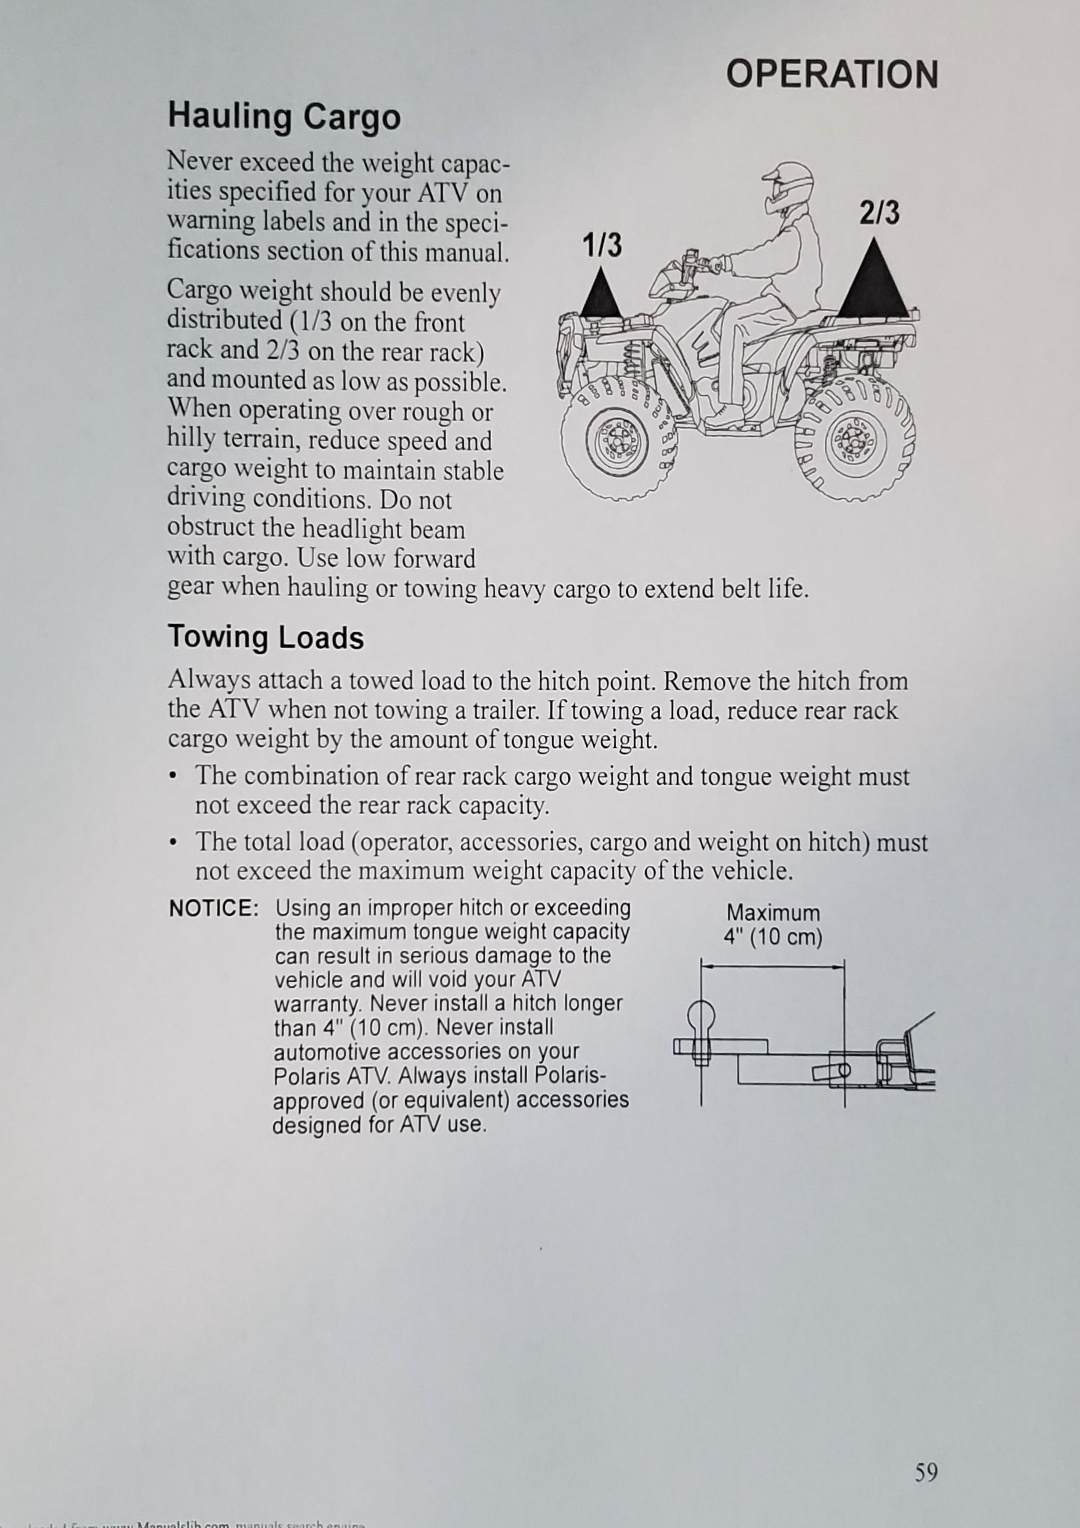 OPERATION
Hauling Cargo
Never exceed the weight capac-
ities specified for your ATV on
warning labels and in the speci-
fications section of this manual.
Cargo weight should be evenly
distributed (1/3 on the front
rack and 2/3 on the rear rack)
and mounted as low as possible.
When operating over rough or
hilly terrain, reduce speed and
cargo weight to maintain stable
driving conditions. Do not
obstruct the headlight beam
with cargo. Use low forward
gear when hauling or towing heavy cargo to extend belt life.
1/3
2/3
Towing Loads
Always attach a towed load to the hitch point. Remove the hitch from
the ATV when not towing a trailer. If towing a load, reduce rear rack
cargo weight by the amount of tongue weight.
• The combination of rear rack cargo weight and tongue weight must
not exceed the rear rack capacity.
• The total load (operator, accessories, cargo and weight on hitch) must
not exceed the maximum weight capacity of the vehicle.
NOTICE: Using an improper hitch or exceeding
the maximum tongue weight capacity
can result in serious damage to the
vehicle and will void your ATV
warranty. Never install a hitch longer
than 4" (10 cm). Never install
automotive accessories on your
Polaris ATV. Always install Polaris-
approved (or equivalent) accessories
designed for ATV use.
Maximum
4" (10 cm)
59
from www.Manualslib.com manuals search engine